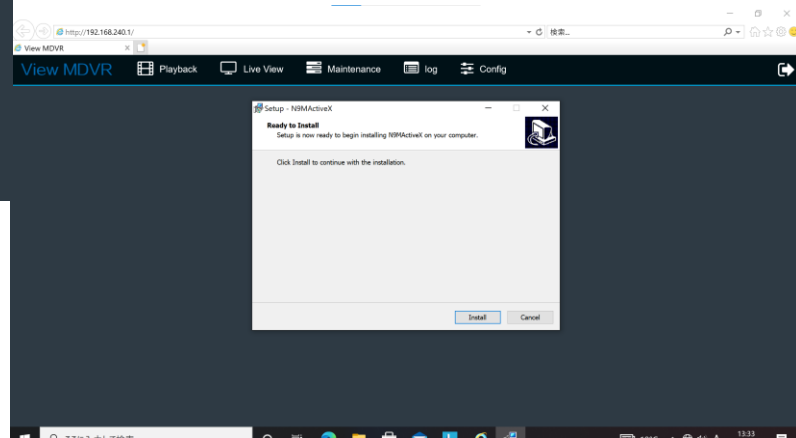 http://192.168.240.1/
検索...
View MDVR
View MDVR Playback Live View Maintenance log Config
Setup - N9MActiveX
Ready to Install
Setup is now ready to begin installing N9MActiveX on your computer.
Click Install to continue with the installation.
Install Cancel
13:33